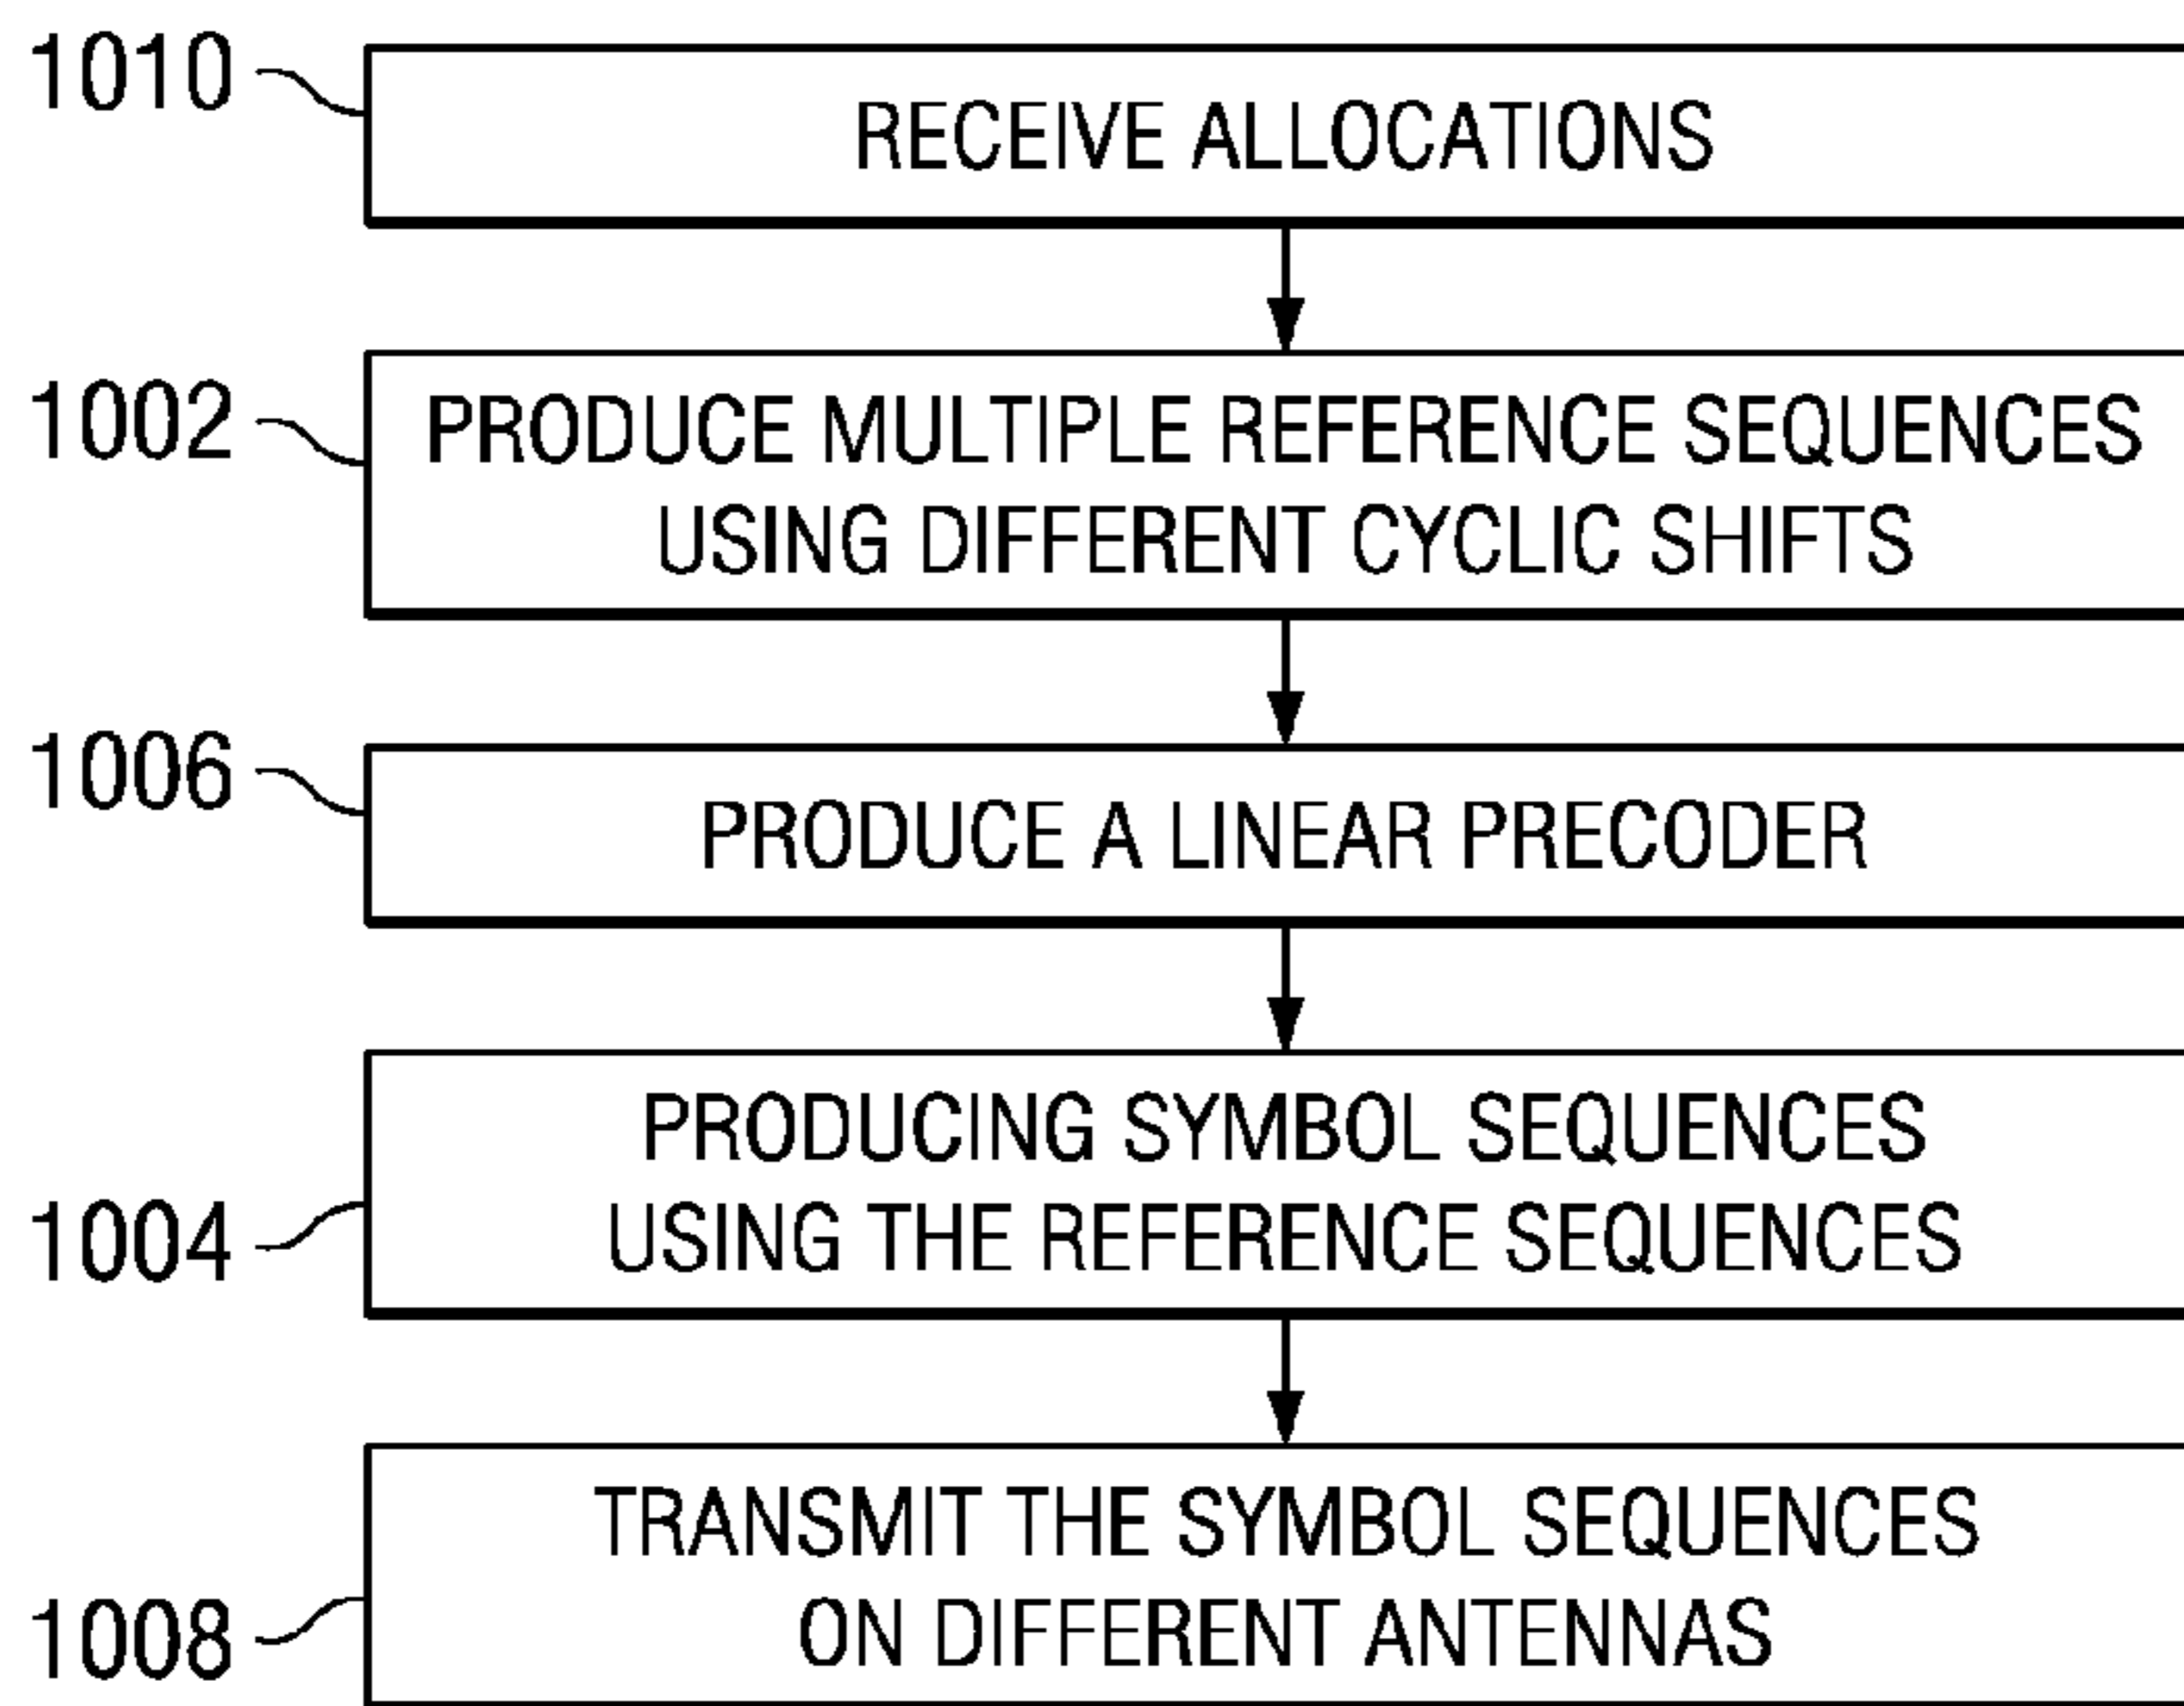 1010
RECEIVE ALLOCATIONS
1002
PRODUCE MULTIPLE REFERENCE SEQUENCES
USING DIFFERENT CYCLIC SHIFTS
1006
PRODUCE A LINEAR PRECODER
PRODUCING SYMBOL SEQUENCES
1004
USING THE REFERENCE SEQUENCES
TRANSMIT THE SYMBOL SEQUENCES
1008
ON DIFFERENT ANTENNAS